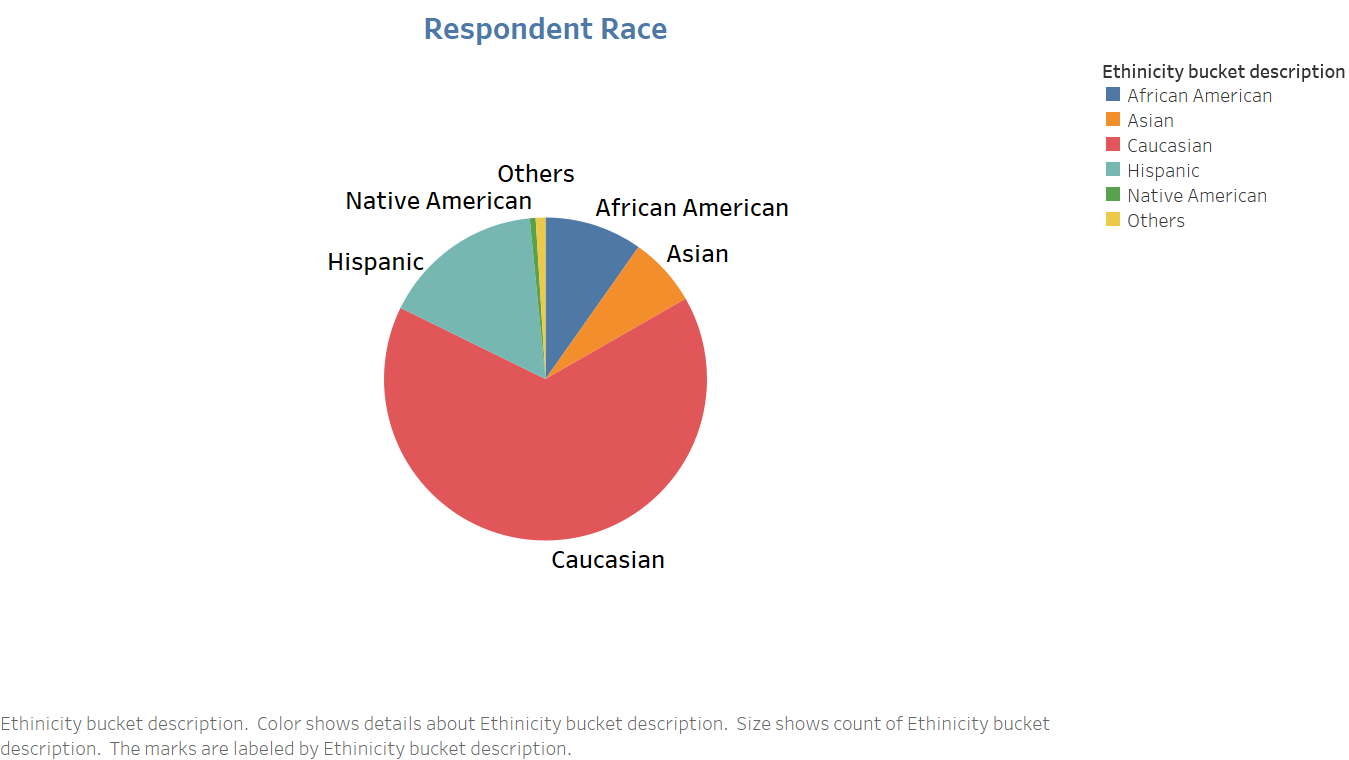 Respondent Race
Ethinicity bucket description
African American
Asian
Caucasian
Hispanic
Native American
Others
Others
Native American
African American
Asian
Hispanic
Caucasian
Ethinicity bucket description.  Color shows details about Ethinicity bucket description.  Size shows count of Ethinicity bucket
description.  The marks are labeled by Ethinicity bucket description.